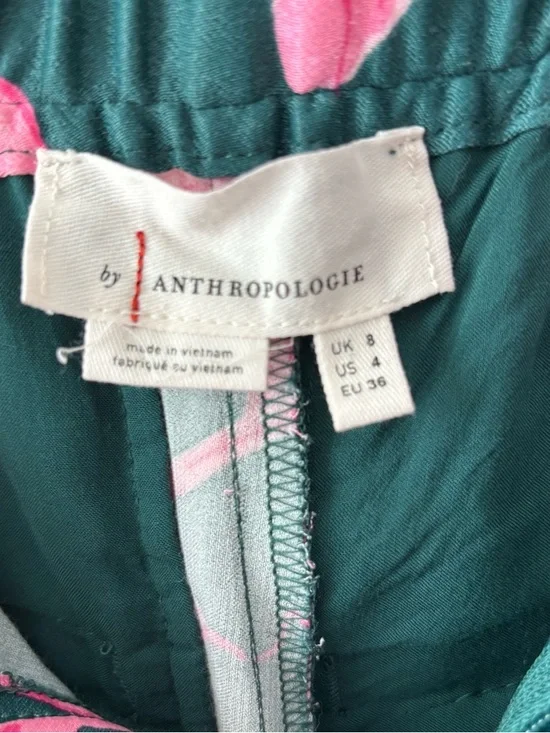 by ANTHROPOLOGIE
made in vietnam
fabriqué au vietnam
UK 8
US 4
EU 36